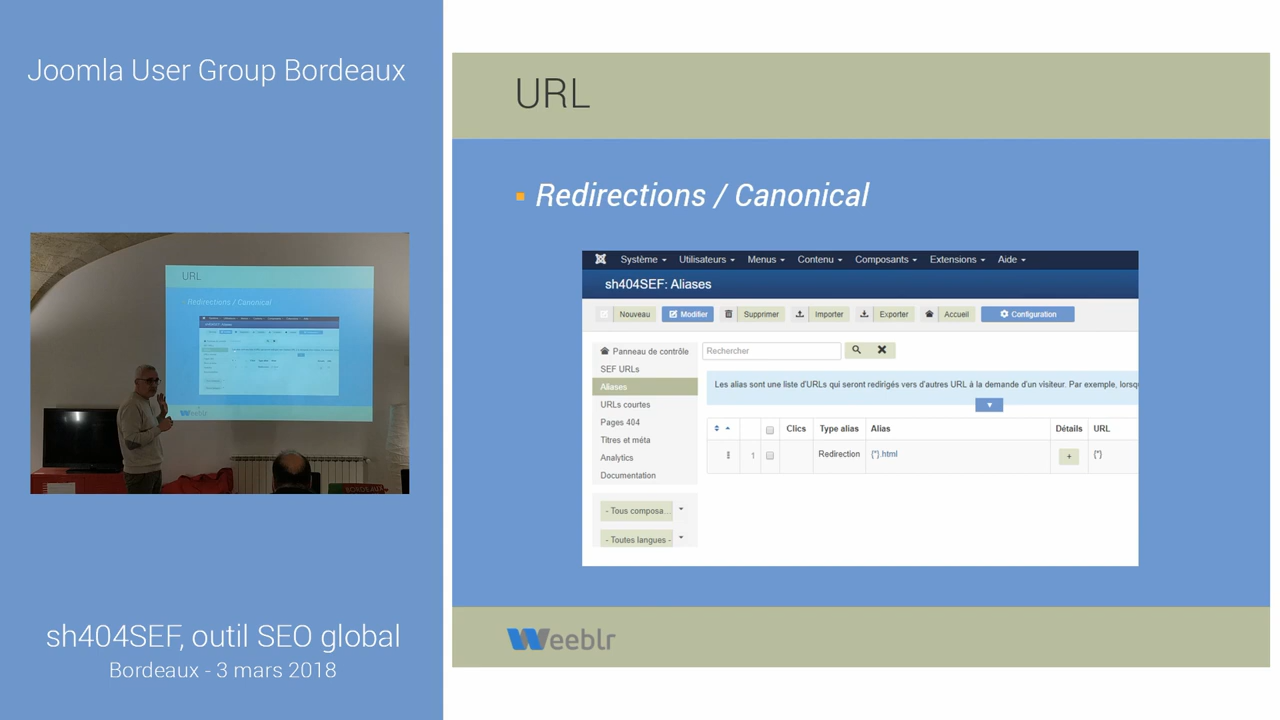 Joomla User Group Bordeaux
URL
Redirections / Canonical
Weeblr
sh404SEF, outil SEO global
Bordeaux - 3 mars 2018
URL
Redirections / Canonical
Système Utilisateurs Menus Contenu Composants Extensions Aide
sh404SEF: Aliases
Nouveau Modifier Supprimer Importer Exporter Accueil Configuration
Panneau de contrôle
SEF URLs
Aliases
URLs courtes
Pages 404
Titres et méta
Analytics
Documentation
- Tous composa...
- Toutes langues -
Rechercher
Les alias sont une liste d'URLs qui seront redirigés vers d'autres URL à la demande d'un visiteur. Par exemple, lorsq
Clics Type alias Alias Détails URL
1 Redirection {*}.html + {*}
Weeblr